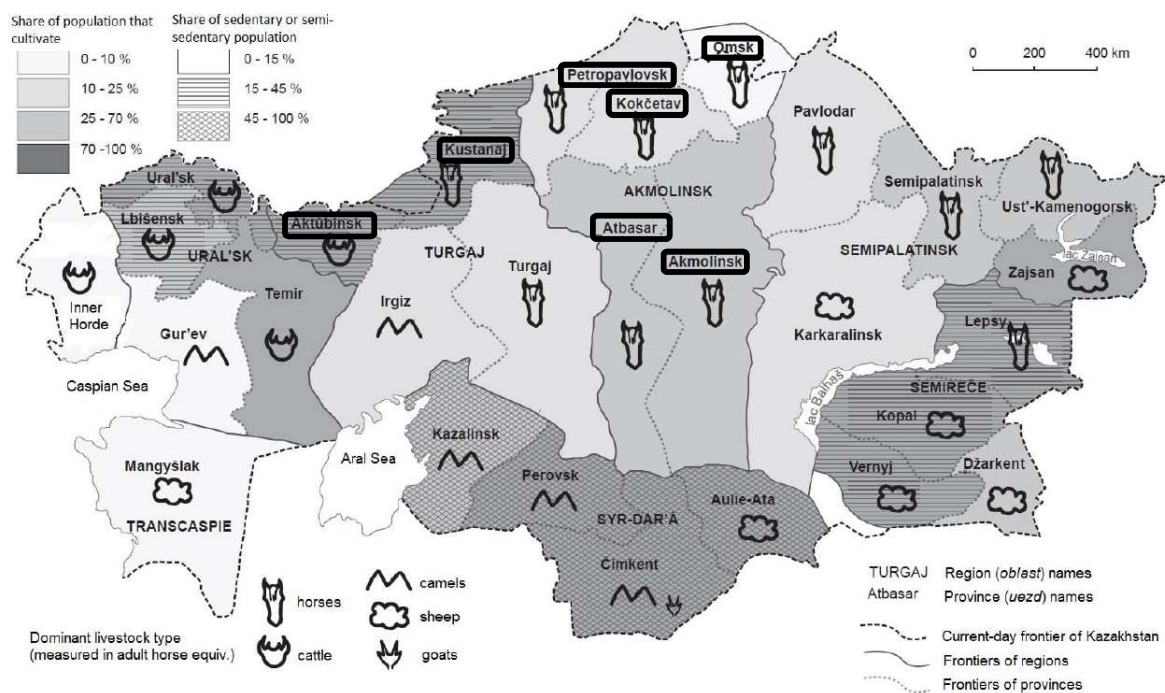 Share of population that
cultivate
0 - 10 %
10 - 25 %
25 - 70 %
70 -100 %
Share of sedentary or semi-
sedentary population
0 - 15 %
15 - 45 %
45 - 100 %
0 200 400 km
Omsk
Petropavlovsk
Kokčetav
Pavlodar
Kustanaj
Ural'sk
Semipalatinsk
AKMOLINSK
Lbišensk
Aktûbinsk
Ust'-Kamenogorsk
Atbasar
URAL'SK
TURGAJ
SEMIPALATINSK
lac Zajsan
Akmolinsk
Zajsan
Turgaj
Temir
Irgiz
Inner
Horde
Gur'ev
Karkaralinsk
Lepsy
Caspian Sea
lac Balhaš
SEMIREČE
Kopal
Kazalinsk
Aral Sea
Mangyšlak
Perovsk
Vernyj
Džarkent
Aulie-Ata
TRANSCASPIE
SYR-DAR'Â
Čimkent
camels
horses
sheep
Dominant livestock type
(measured in adult horse equiv.)
cattle
goats
TURGAJ Region (oblast) names
Atbasar Province (uezd) names
Current-day frontier of Kazakhstan
Frontiers of regions
Frontiers of provinces